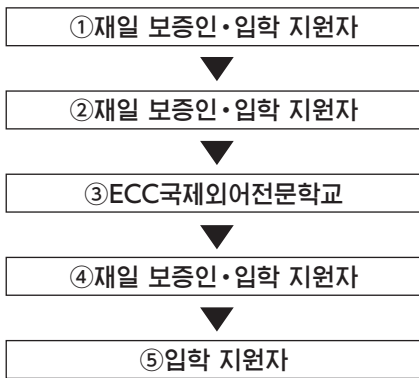 ①재일 보증인•입학 지원자
②재일 보증인•입학 지원자
③ECC국제외어전문학교
④재일 보증인•입학 지원자
⑤입학 지원자